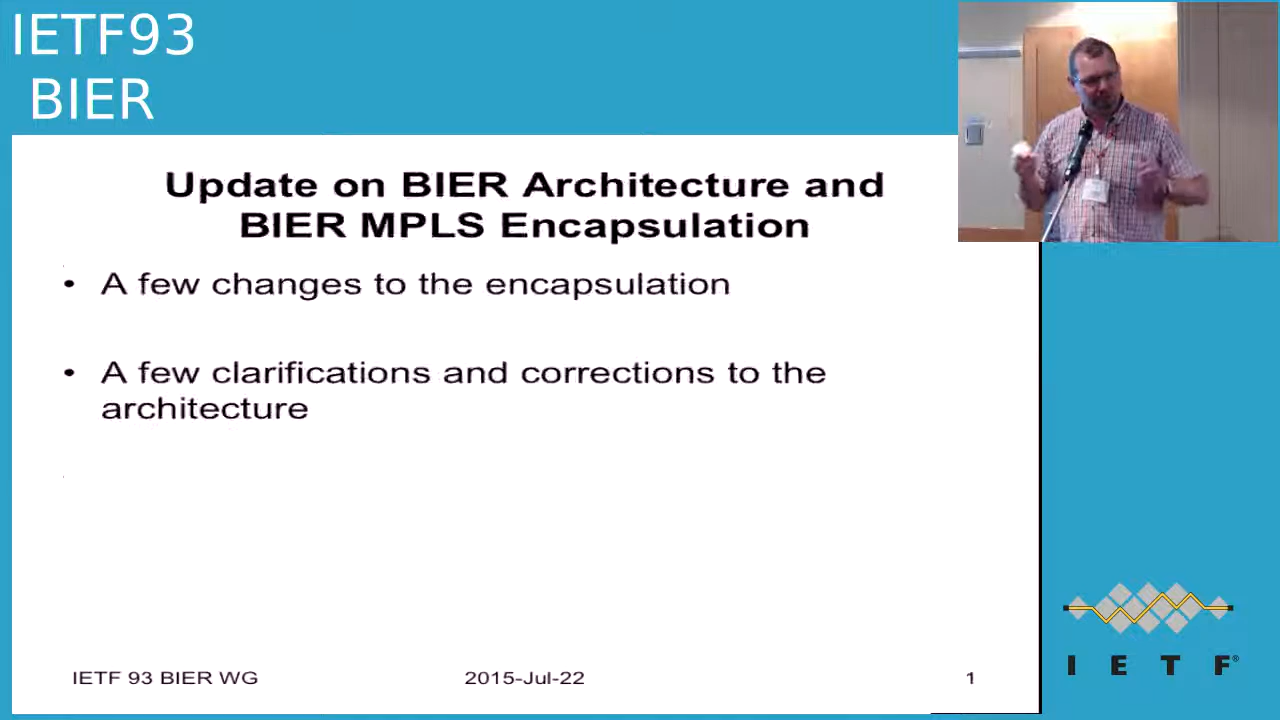 IETF93
BIER
Update on BIER Architecture and
BIER MPLS Encapsulation
• A few changes to the encapsulation
• A few clarifications and corrections to the
architecture
IETF 93 BIER WG 2015-Jul-22 1
I E T F®